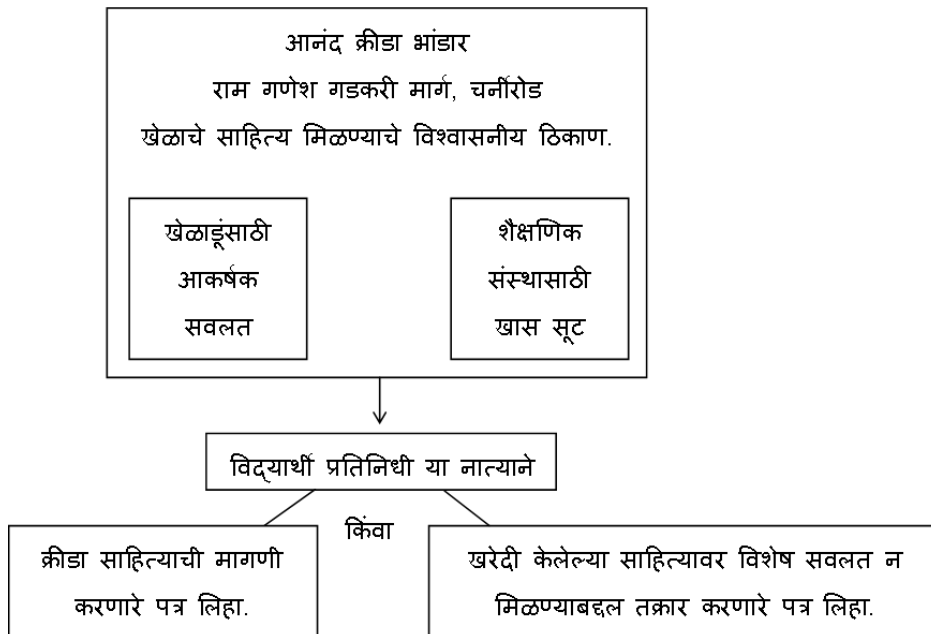 आनंद क्रीडा भांडार
राम गणेश गडकरी मार्ग, चर्नीरोड
खेळाचे साहित्य मिळण्याचे विश्वासनीय ठिकाण.
खेळाडूंसाठी
आकर्षक
सवलत
शैक्षणिक
संस्थासाठी
खास सूट
विद्‌यार्थी प्रतिनिधी या नात्याने
किंवा
क्रीडा साहित्याची मागणी
करणारे पत्र लिहा.
खरेदी केलेल्या साहित्यावर विशेष सवलत न
मिळण्याबद्दल तक्रार करणारे पत्र लिहा.